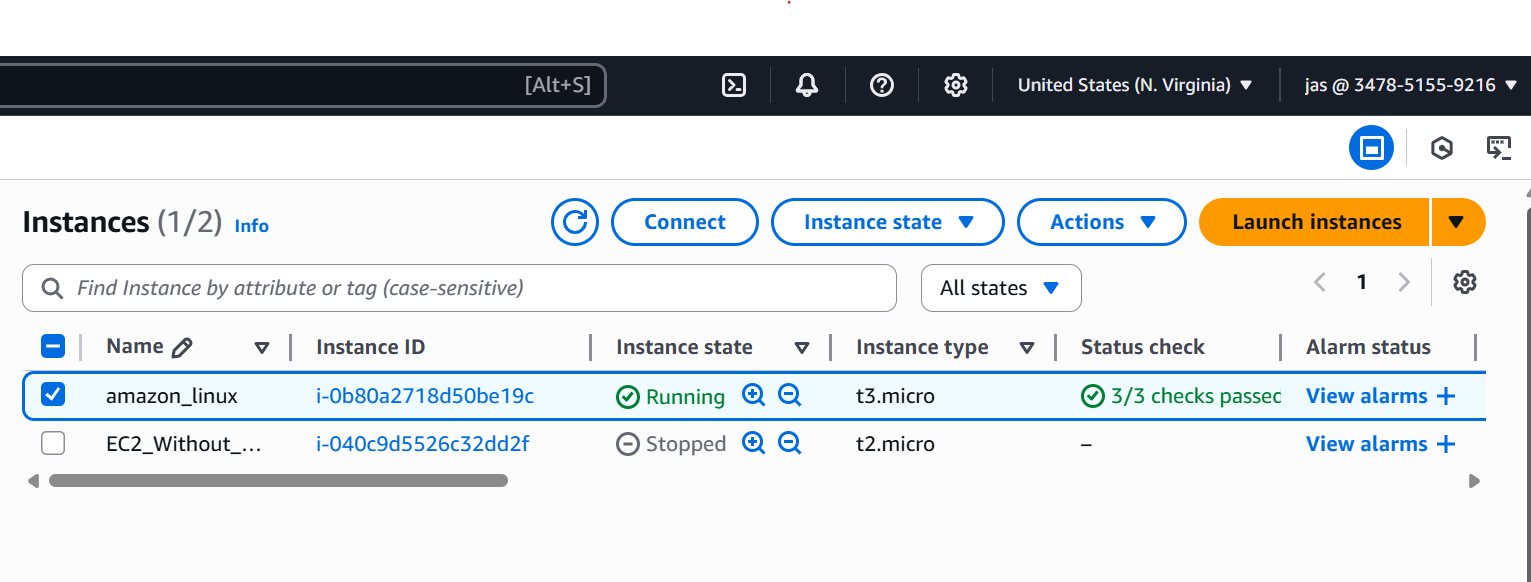 [Alt+S] United States (N. Virginia) jas @ 3478-5155-9216
Instances (1/2) Info Connect Instance state Actions Launch instances
Find Instance by attribute or tag (case-sensitive) All states 1
Name Instance ID Instance state Instance type Status check Alarm status
amazon_linux i-0b80a2718d50be19c Running t3.micro 3/3 checks passed View alarms +
EC2_Without_... i-040c9d5526c32dd2f Stopped t2.micro – View alarms +